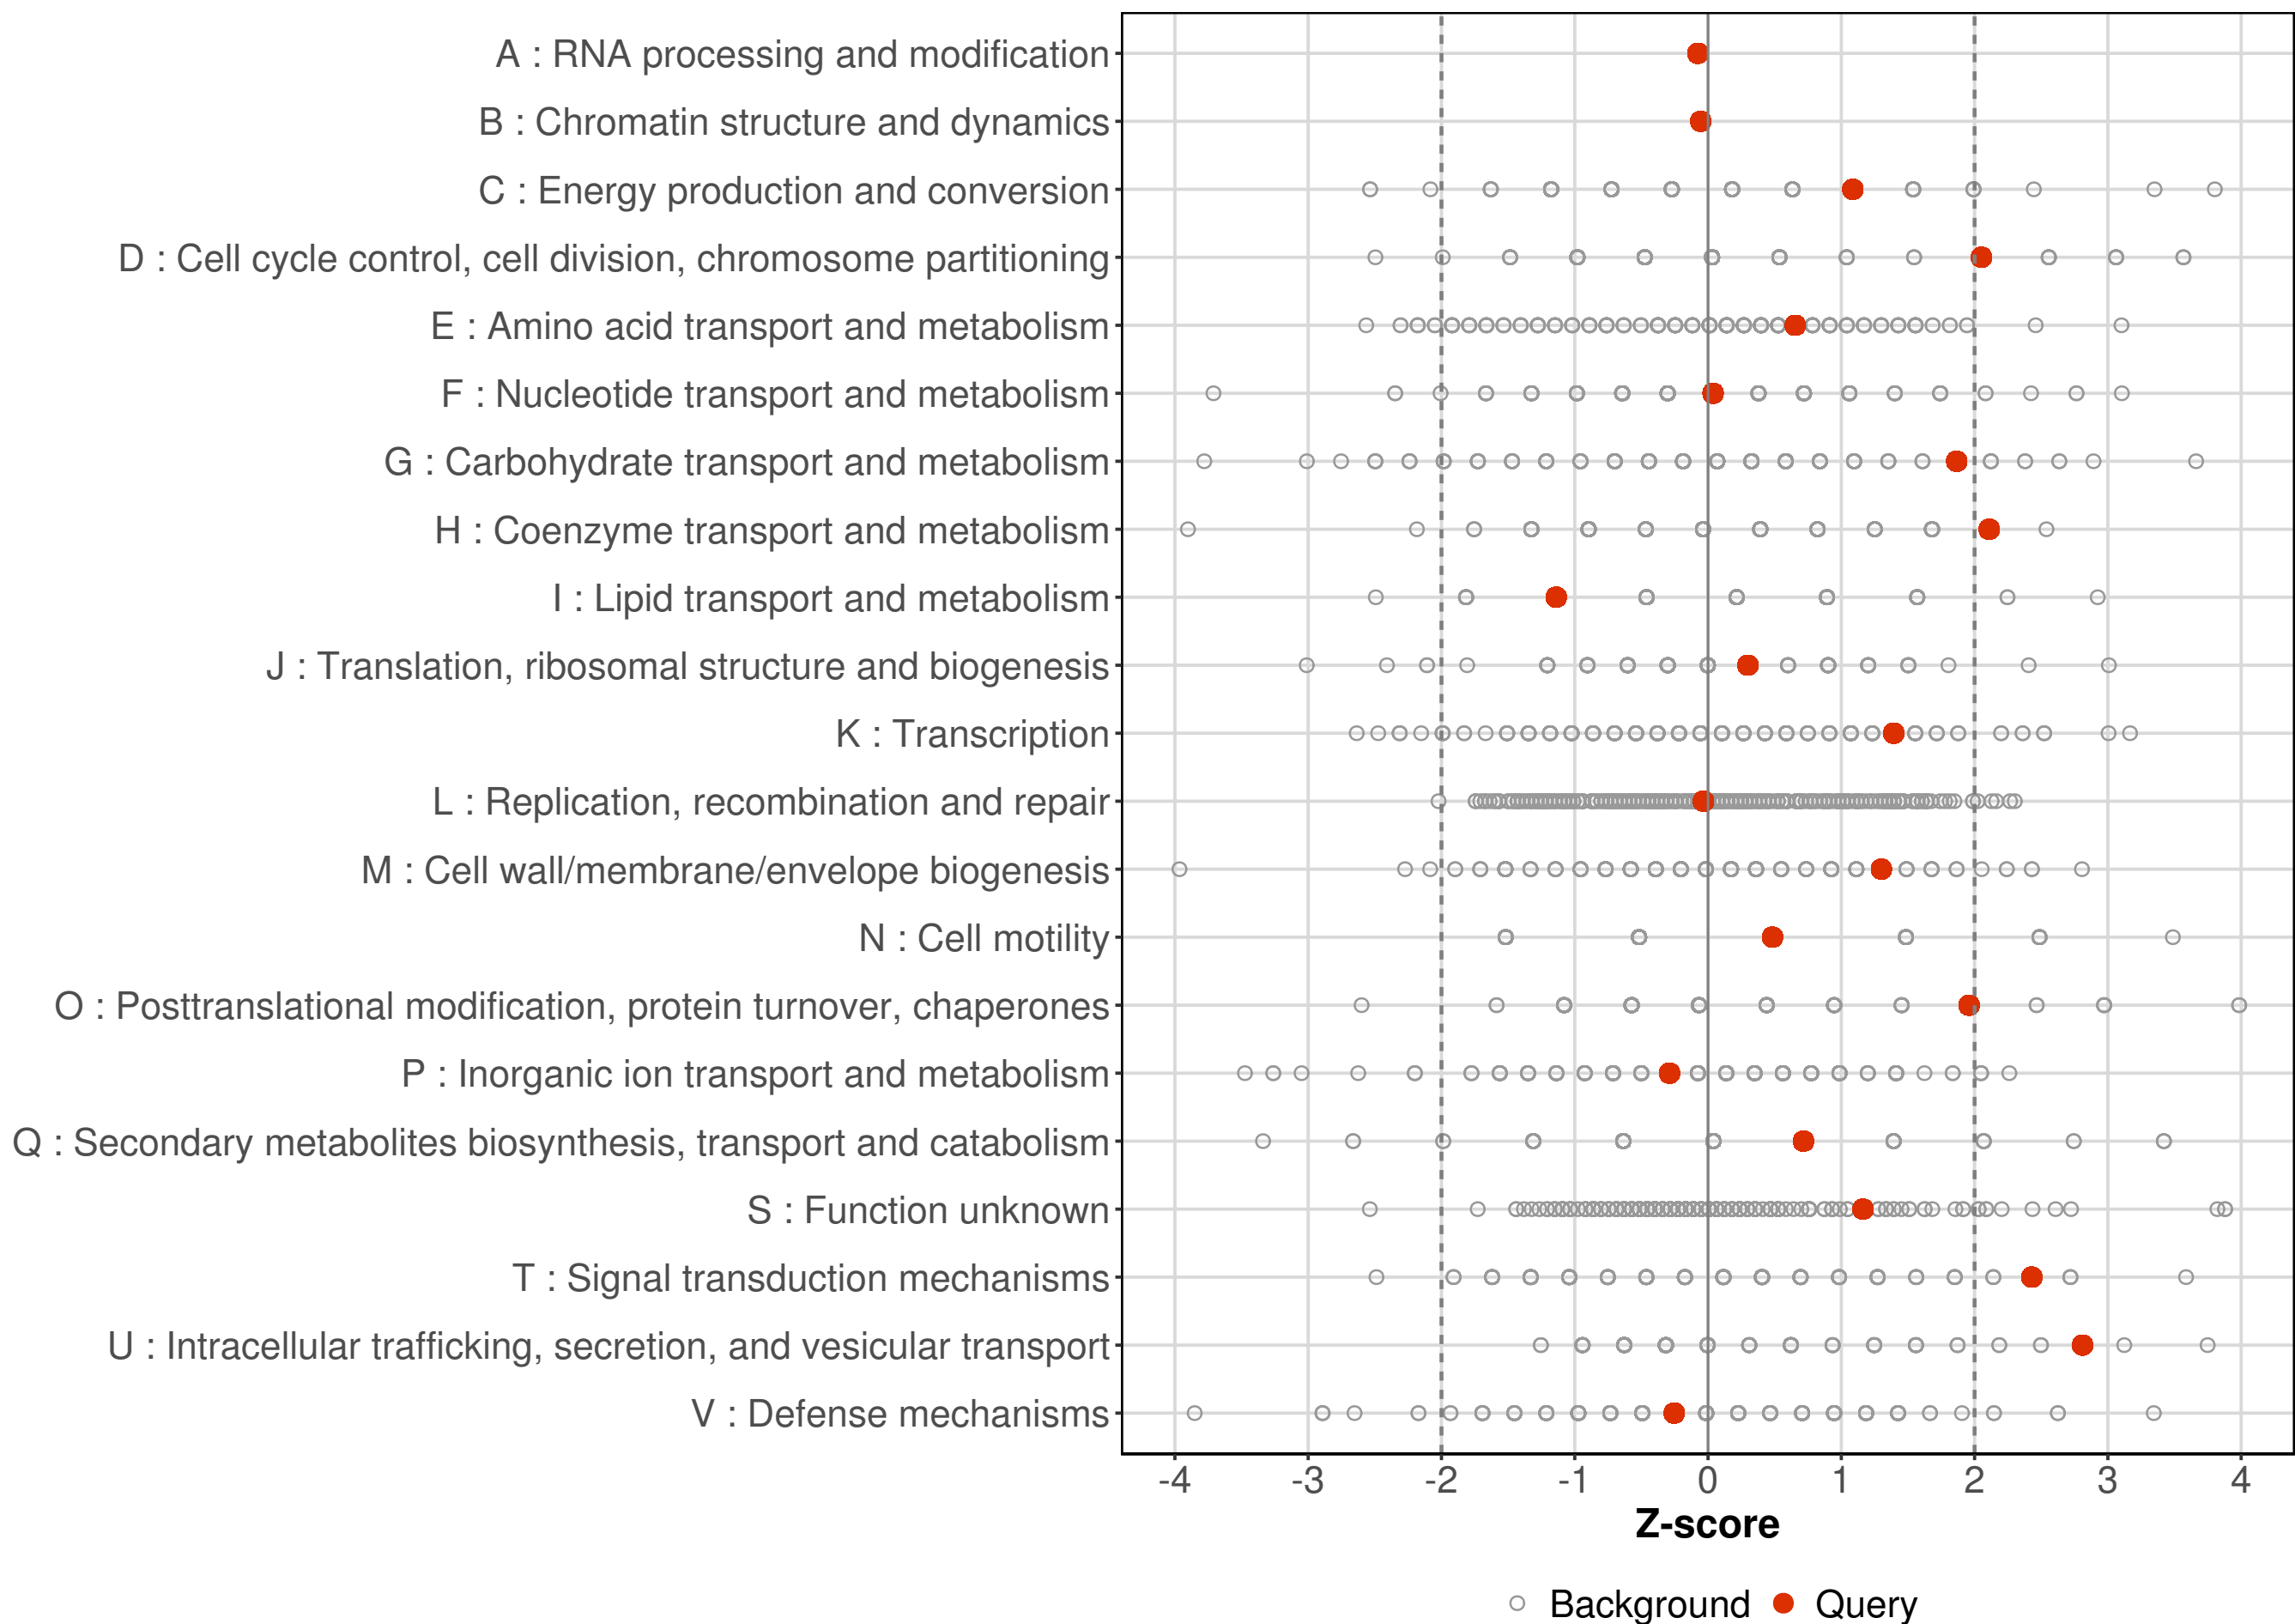 A : RNA processing and modification
B : Chromatin structure and dynamics
C : Energy production and conversion
D : Cell cycle control, cell division, chromosome partitioning
E : Amino acid transport and metabolism
F : Nucleotide transport and metabolism
G : Carbohydrate transport and metabolism
H : Coenzyme transport and metabolism
I : Lipid transport and metabolism
J : Translation, ribosomal structure and biogenesis
K : Transcription
L : Replication, recombination and repair
M : Cell wall/membrane/envelope biogenesis
N : Cell motility
O : Posttranslational modification, protein turnover, chaperones
P : Inorganic ion transport and metabolism
Q : Secondary metabolites biosynthesis, transport and catabolism
S : Function unknown
T : Signal transduction mechanisms
U : Intracellular trafficking, secretion, and vesicular transport
V : Defense mechanisms
-4 -3 -2 -1 0 1 2 3 4
Z-score
Background Query